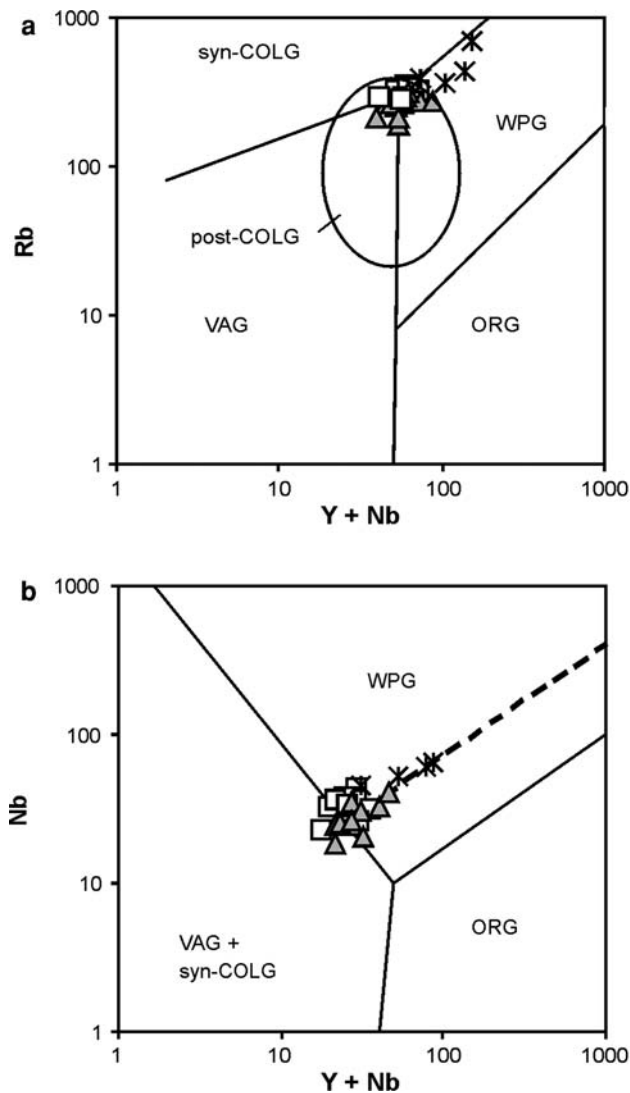 a
1000
syn-COLG
WPG
100
Rb
post-COLG
10
VAG
ORG
1
1
10
100
1000
Y + Nb
b
1000
WPG
100
Nb
10
VAG +
syn-COLG
ORG
1
1
10
100
1000
Y + Nb